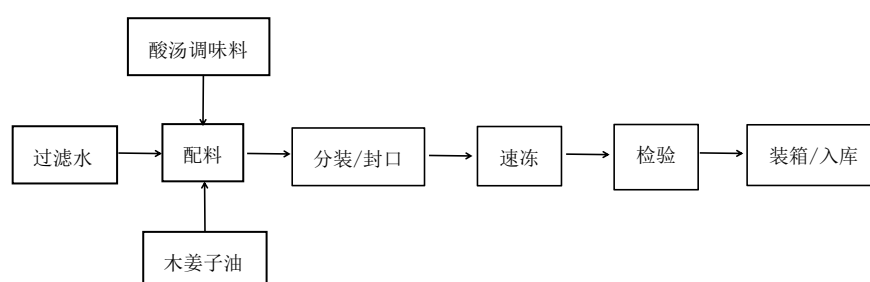 酸汤调味料
过滤水
配料
分装/封口
速冻
检验
装箱/入库
木姜子油